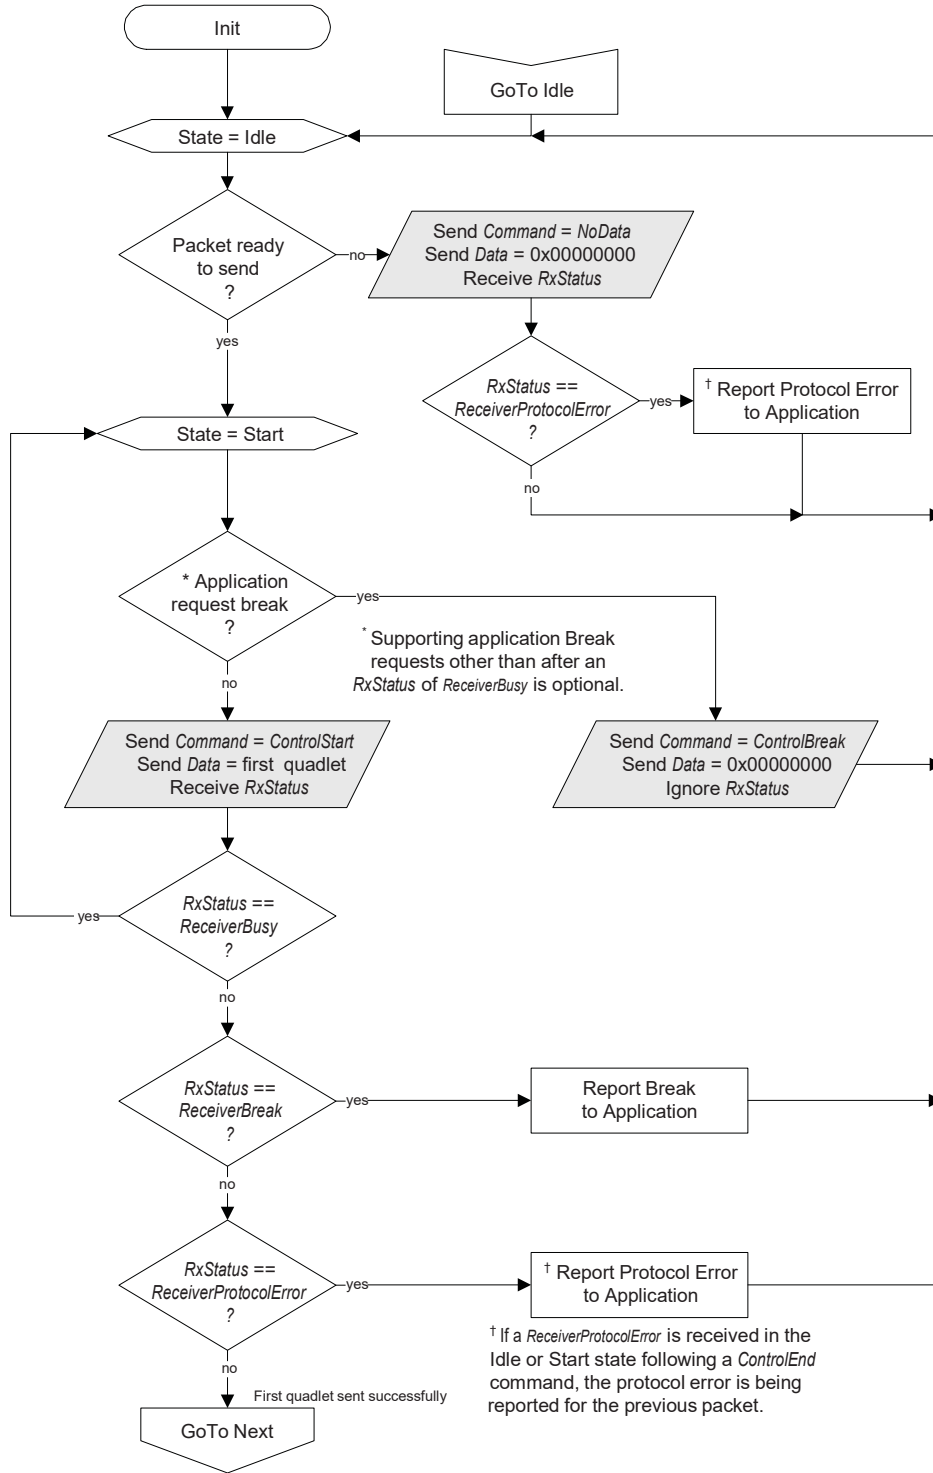 Init
GoTo Idle
State = Idle
Packet ready
to send
?
no
Send Command = NoData
Send Data = 0x00000000
Receive RxStatus
yes
RxStatus ==
ReceiverProtocolError
?
yes
† Report Protocol Error
to Application
no
State = Start
* Application
request break
?
yes
* Supporting application Break
requests other than after an
RxStatus of ReceiverBusy is optional.
no
Send Command = ControlStart
Send Data = first quadlet
Receive RxStatus
Send Command = ControlBreak
Send Data = 0x00000000
Ignore RxStatus
RxStatus ==
ReceiverBusy
?
yes
no
RxStatus ==
ReceiverBreak
?
yes
Report Break
to Application
no
RxStatus ==
ReceiverProtocolError
?
yes
† Report Protocol Error
to Application
† If a ReceiverProtocolError is received in the
Idle or Start state following a ControlEnd
command, the protocol error is being
reported for the previous packet.
no
First quadlet sent successfully
GoTo Next